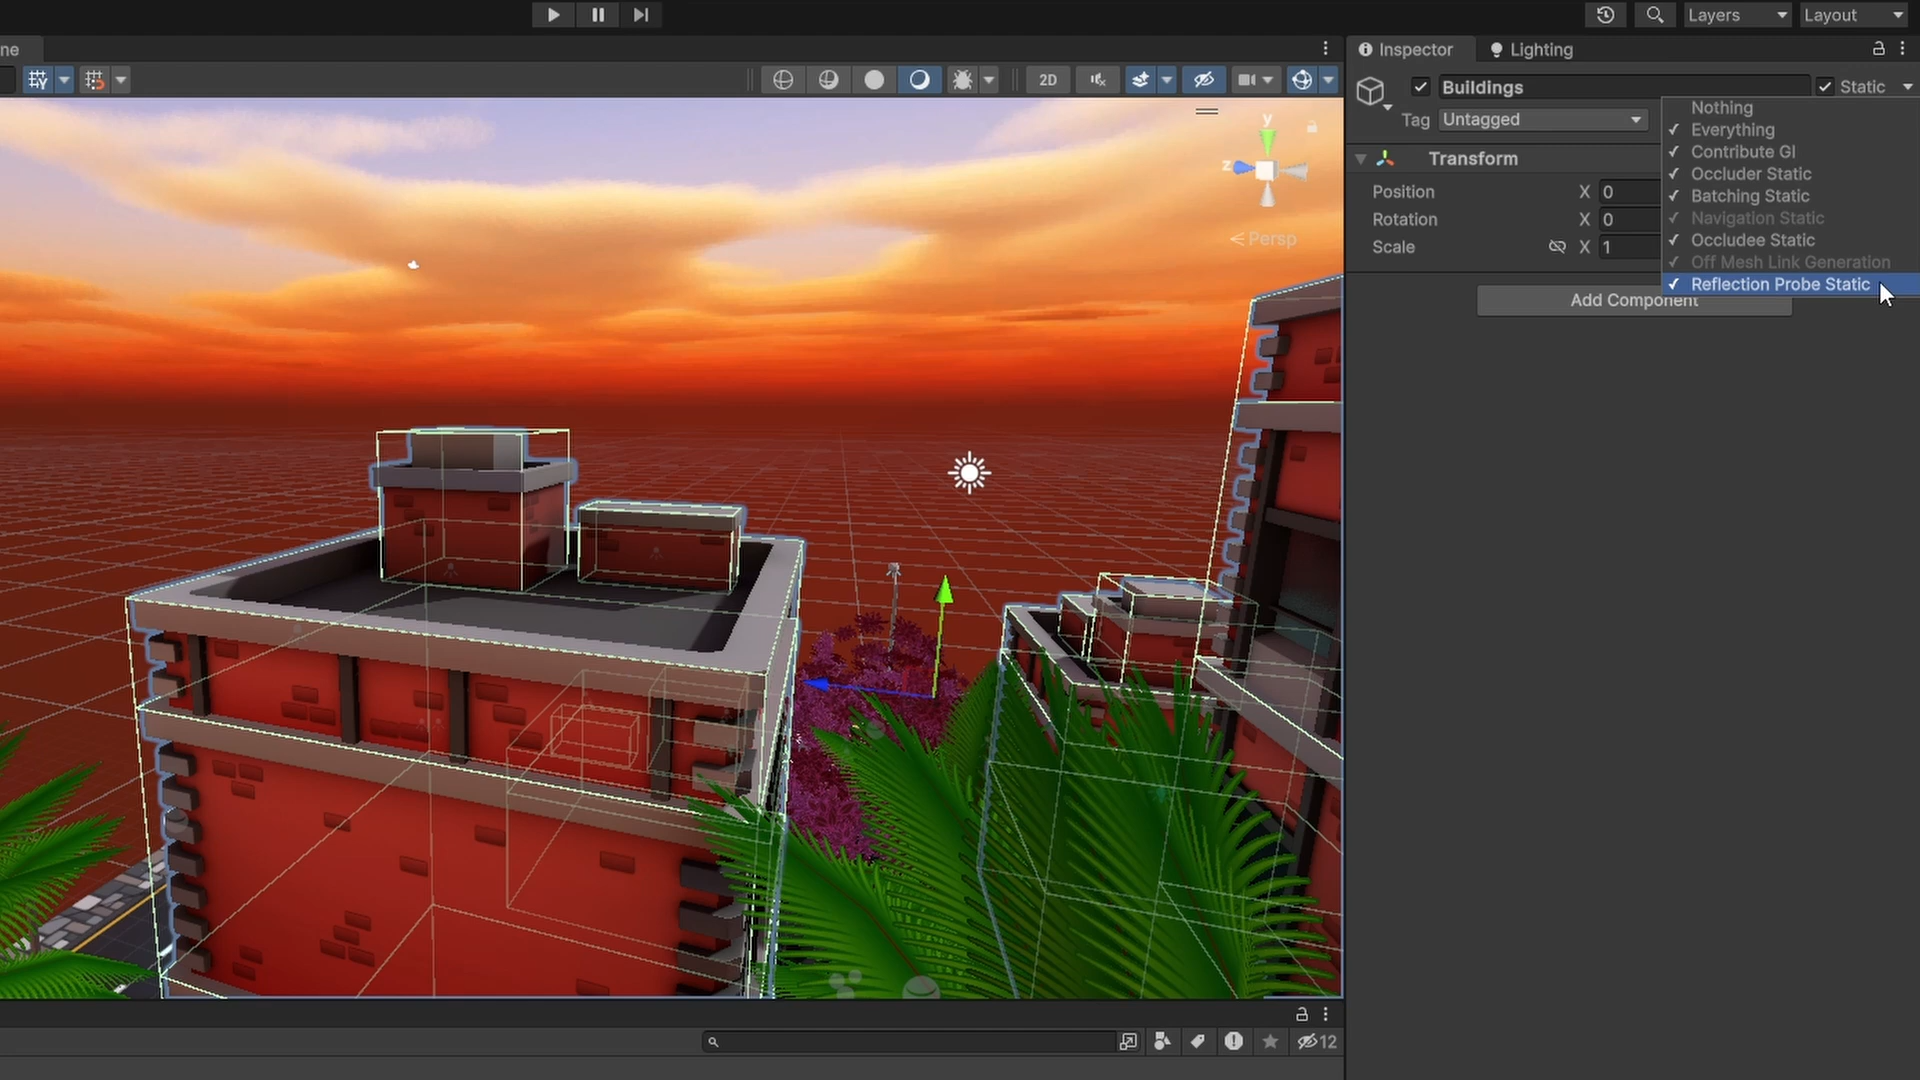 Layers
Layout
ne
Inspector
Lighting
2D
Buildings
Static
Tag
Untagged
Nothing
Everything
Contribute GI
Occluder Static
Batching Static
Navigation Static
Occludee Static
Off Mesh Link Generation
Reflection Probe Static
Transform
Position X 0
Rotation X 0
Scale X 1
Add Component
y
z
Persp
12